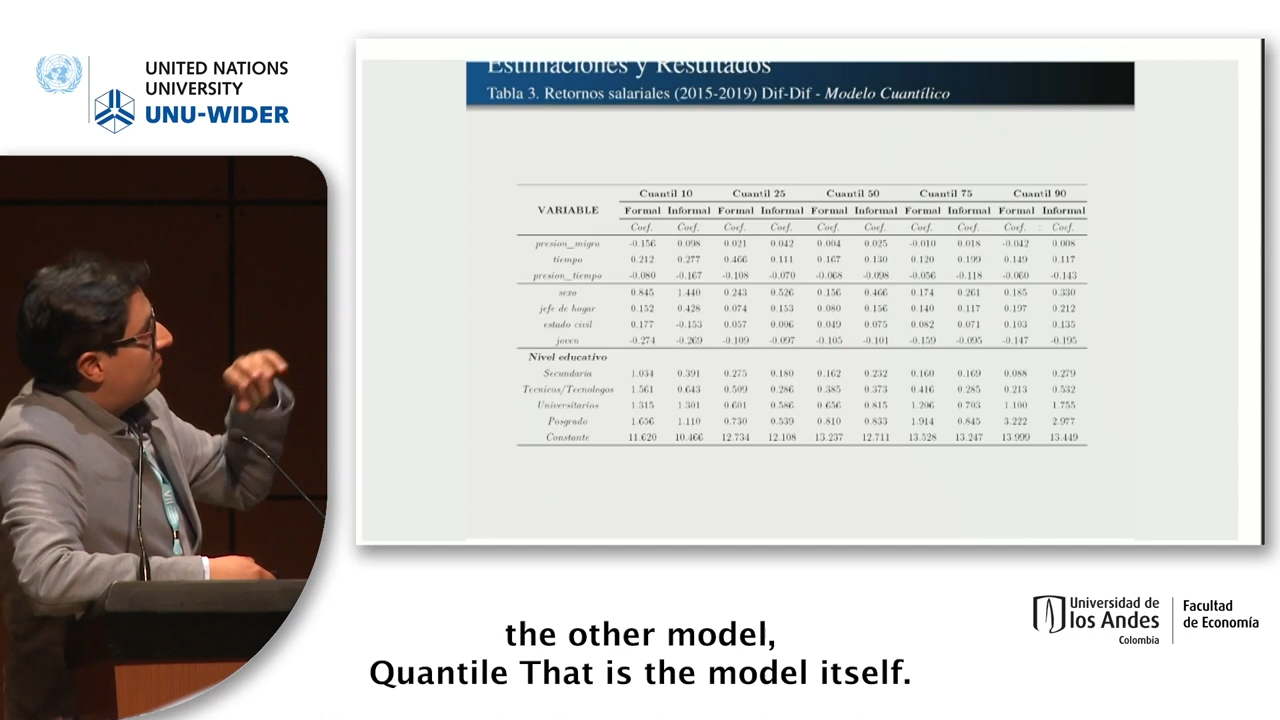 UNITED NATIONS
UNIVERSITY
UNU-WIDER
Estimaciones y Resultados
Tabla 3. Retornos salariales (2015-2019) Dif-Dif - Modelo Cuantílico
Cuantil 10 Cuantil 25 Cuantil 50 Cuantil 75 Cuantil 90
VARIABLE Formal Informal Formal Informal Formal Informal Formal Informal Formal Informal
Coef. Coef. Coef. Coef. Coef. Coef. Coef. Coef. Coef. : Coef.
presion_migra -0.156 0.098 0.021 0.042 0.004 0.025 -0.010 0.018 -0.042 0.008
tiempo 0.212 0.277 0.466 0.111 0.167 0.130 0.120 0.199 0.149 0.117
presion_tiempo -0.080 -0.167 -0.108 -0.070 -0.068 -0.098 -0.056 -0.118 -0.060 -0.143
sexo 0.845 1.440 0.243 0.526 0.156 0.466 0.174 0.261 0.185 0.330
jefe de hogar 0.152 0.428 0.074 0.153 0.080 0.156 0.140 0.117 0.197 0.212
estado civil 0.177 -0.153 0.057 0.006 0.049 0.075 0.082 0.071 0.103 0.135
joven -0.274 -0.269 -0.109 -0.097 -0.105 -0.101 -0.159 -0.095 -0.147 -0.195
Nivel educativo
Secundaria 1.034 0.391 0.275 0.180 0.162 0.232 0.160 0.169 0.088 0.279
Tecnicos/Tecnologos 1.561 0.643 0.509 0.286 0.385 0.373 0.416 0.285 0.213 0.532
Universitarios 1.315 1.301 0.601 0.586 0.656 0.815 1.206 0.703 1.100 1.755
Posgrado 1.656 1.110 0.730 0.539 0.810 0.833 1.914 0.845 3.222 2.977
Constante 11.620 10.466 12.734 12.108 13.237 12.711 13.528 13.247 13.999 13.449
the other model,
Quantile That is the model itself.
Universidad de
los Andes
Colombia
Facultad
de Economía